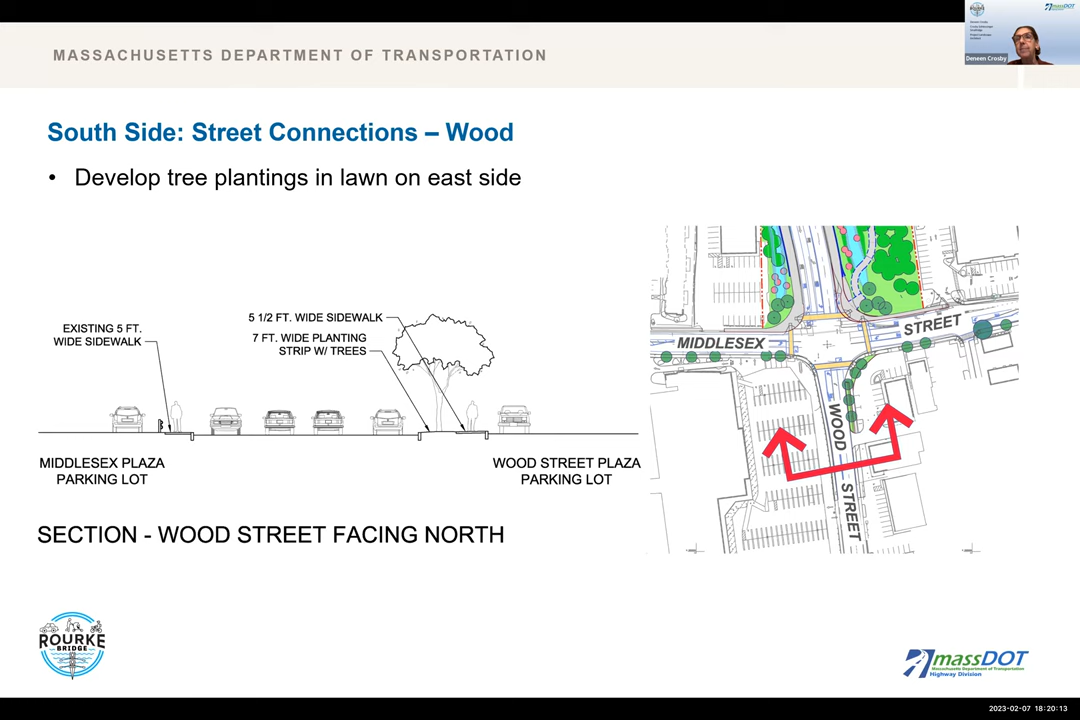 MASSACHUSETTS DEPARTMENT OF TRANSPORTATION
massDOT
Deneen Crosby
South Side: Street Connections – Wood
• Develop tree plantings in lawn on east side
EXISTING 5 FT.
WIDE SIDEWALK
5 1/2 FT. WIDE SIDEWALK
7 FT. WIDE PLANTING
STRIP W/ TREES
MIDDLESEX PLAZA
PARKING LOT
WOOD STREET PLAZA
PARKING LOT
SECTION - WOOD STREET FACING NORTH
MIDDLESEX
STREET
WOOD
STREET
ROURKE
BRIDGE
massDOT
Massachusetts Department of Transportation
Highway Division
2023-02-07 18:20:13